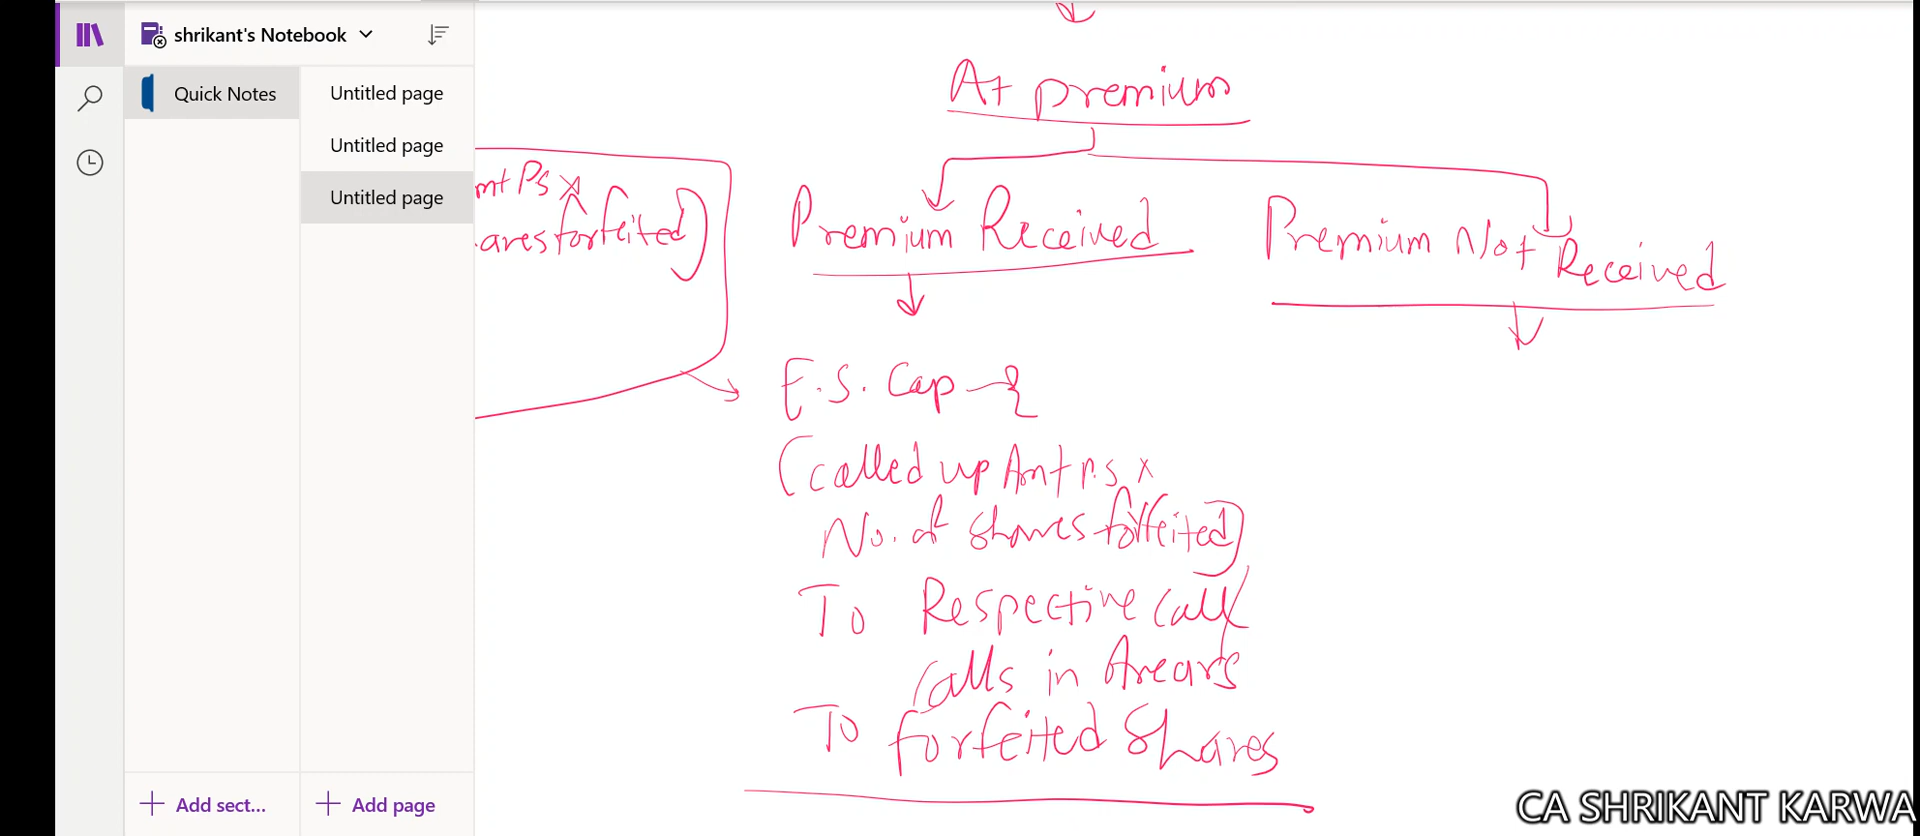 shrikant's Notebook
Quick Notes
Untitled page
Untitled page
Untitled page
Add sect...
Add page
At premium
mt Ps x
ares forfeited)
Premium Received
Premium Not Received
E.S. Cap - {
(called up Amt P.S x
No. of Shares forfeited)
To Respective call/
calls in Arears
To forfeited Shares
CA SHRIKANT KARWA